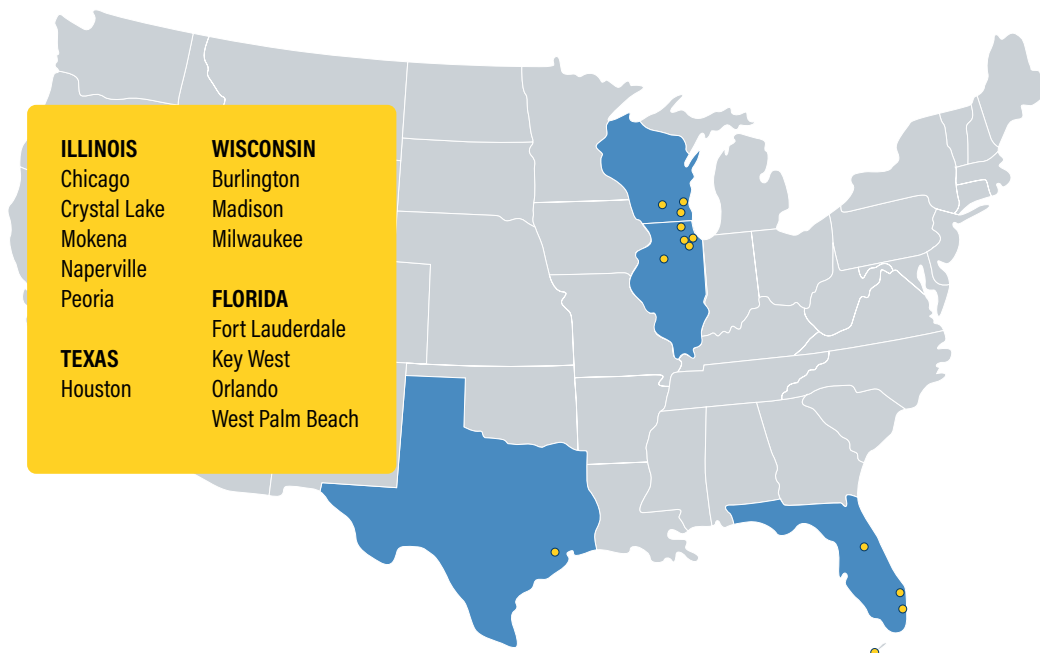 ILLINOIS
Chicago
Crystal Lake
Mokena
Naperville
Peoria
TEXAS
Houston
WISCONSIN
Burlington
Madison
Milwaukee
FLORIDA
Fort Lauderdale
Key West
Orlando
West Palm Beach